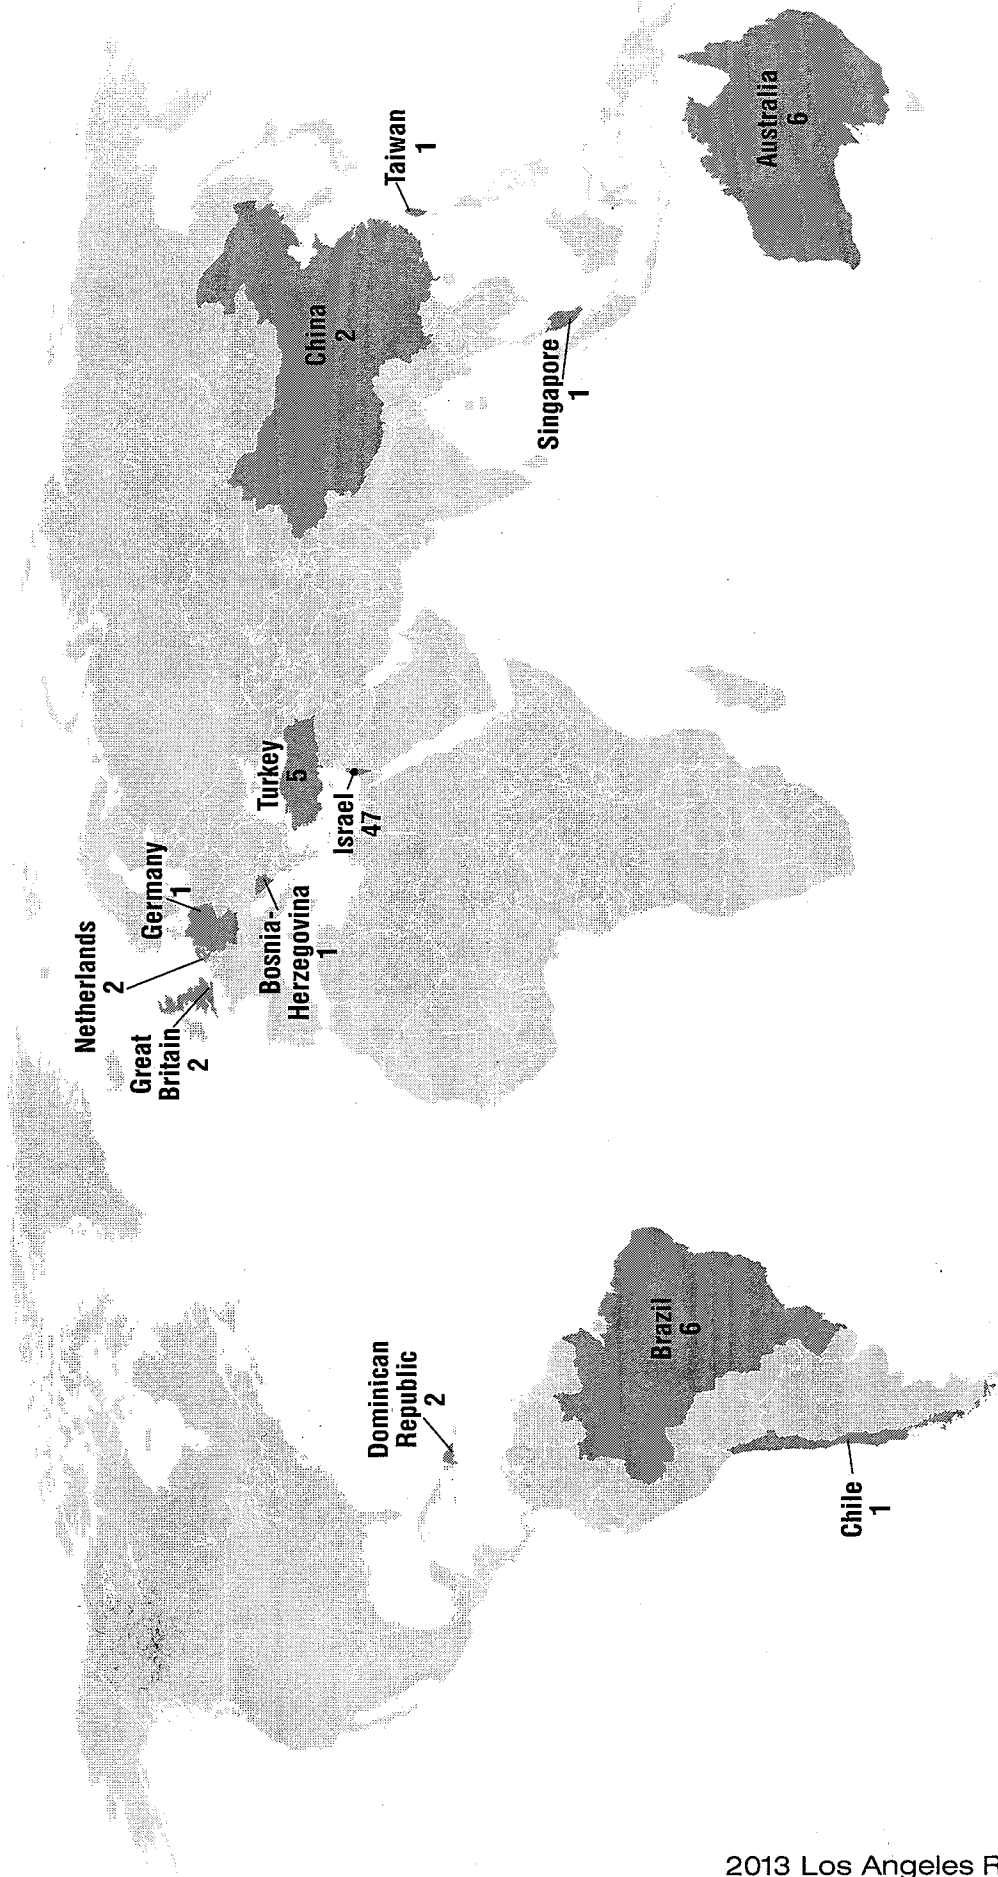 Netherlands
2
Great
Britain
2
Germany
1
Bosnia-
Herzegovina
1
Turkey
5
Israel
47
China
2
Taiwan
1
Singapore
1
Australia
6
Dominican
Republic
2
Brazil
6
Chile
1
2013 Los Angeles